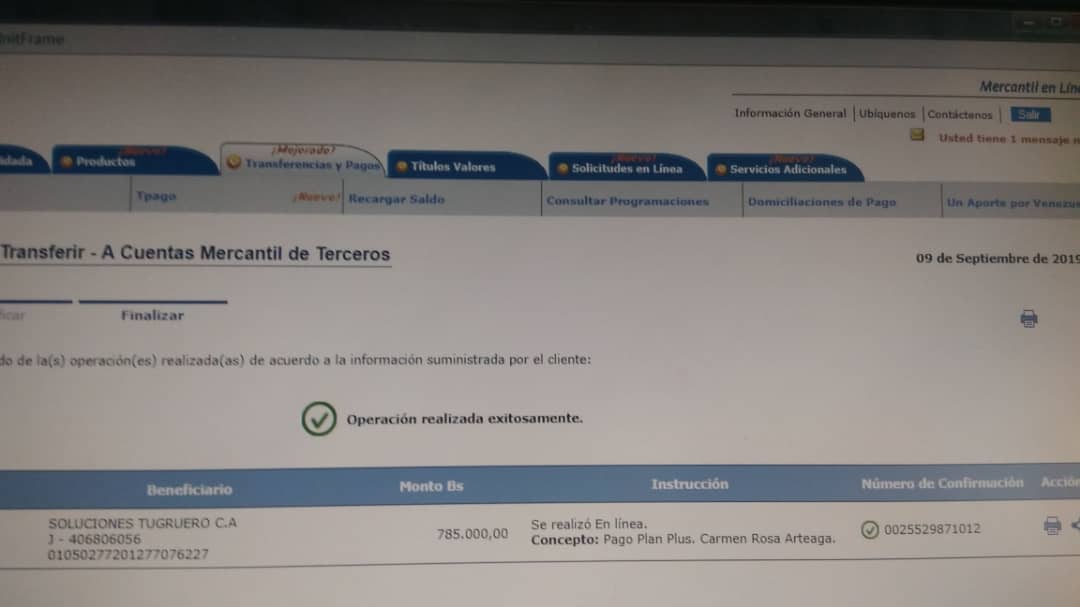 InitFrame
Mercantil en Lín
Información General | Ubíquenos | Contáctenos | Salir
Usted tiene 1 mensaje n
idada
¡Nuevo!
Productos
¡Mejorado!
Transferencias y Pagos
Títulos Valores
¡Nuevo!
Solicitudes en Línea
¡Nuevo!
Servicios Adicionales
Tpago
¡Nuevo!
Recargar Saldo
Consultar Programaciones
Domiciliaciones de Pago
Un Aporte por Venezue
Transferir - A Cuentas Mercantil de Terceros
09 de Septiembre de 2019
ficar
Finalizar
do de la(s) operación(es) realizada(as) de acuerdo a la información suministrada por el cliente:
Operación realizada exitosamente.
Beneficiario Monto Bs Instrucción Número de Confirmación Acción
SOLUCIONES TUGRUERO C.A
J - 406806056
01050277201277076227
785.000,00
Se realizó En línea.
Concepto: Pago Plan Plus. Carmen Rosa Arteaga.
0025529871012